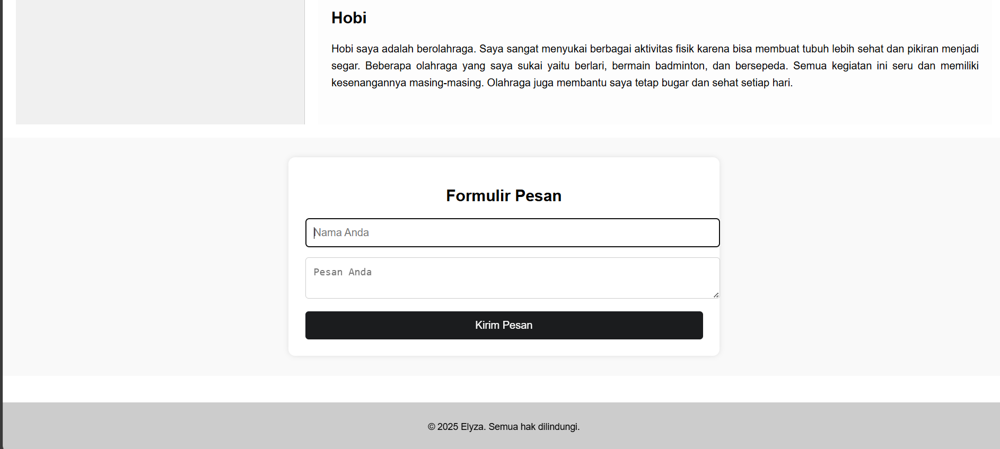 Hobi
Hobi saya adalah berolahraga. Saya sangat menyukai berbagai aktivitas fisik karena bisa membuat tubuh lebih sehat dan pikiran menjadi
segar. Beberapa olahraga yang saya sukai yaitu berlari, bermain badminton, dan bersepeda. Semua kegiatan ini seru dan memiliki
kesenangannya masing-masing. Olahraga juga membantu saya tetap bugar dan sehat setiap hari.
Formulir Pesan
Nama Anda
Pesan Anda
Kirim Pesan
© 2025 Elyza. Semua hak dilindungi.